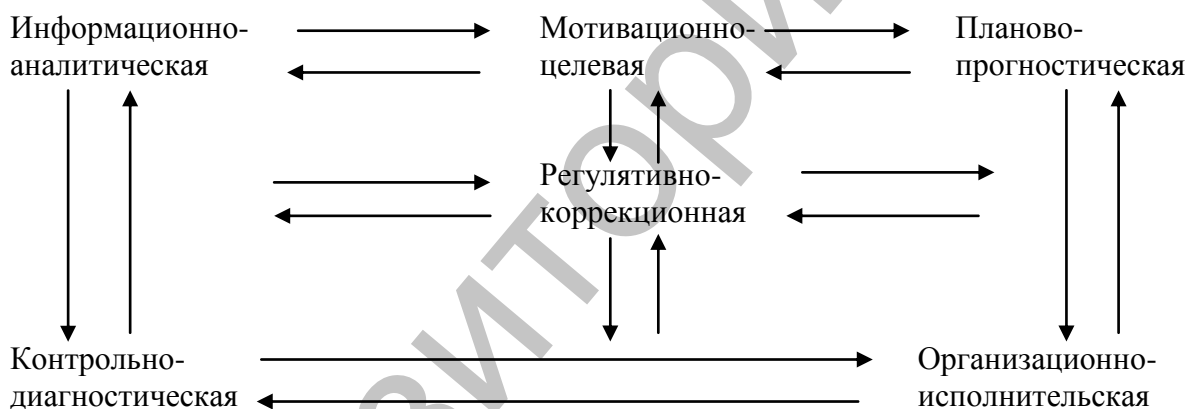 Информационно-
аналитическая
Мотивационно-
целевая
Планово-
прогностическая
Регулятивно-
коррекционная
Контрольно-
диагностическая
Организационно-
исполнительская